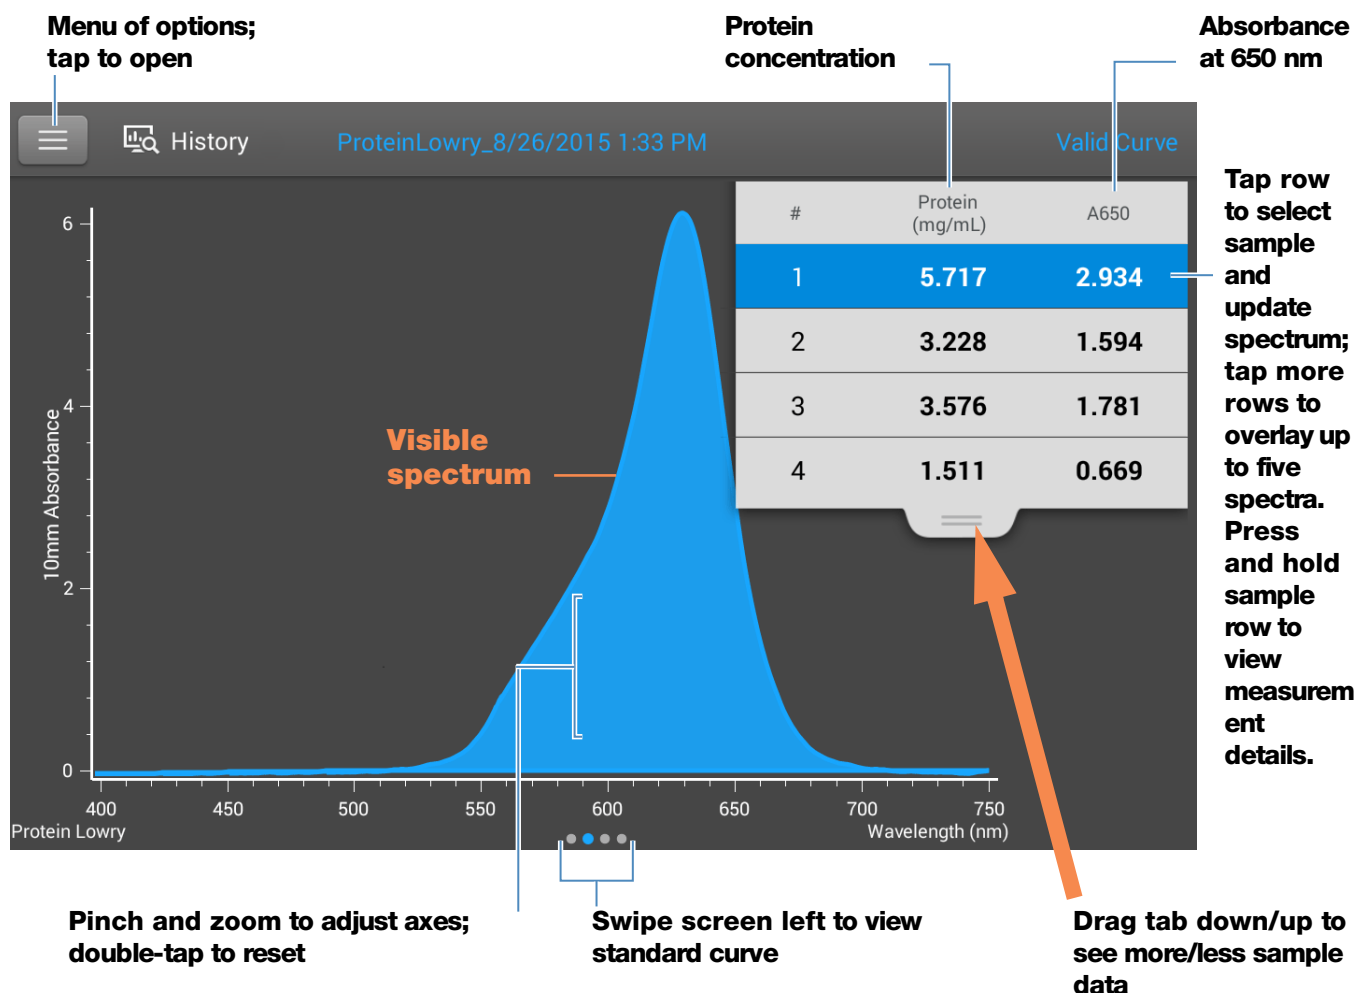 Menu of options;
tap to open
Protein
concentration
Absorbance
at 650 nm
History
ProteinLowry_8/26/2015 1:33 PM
Valid Curve
# Protein (mg/mL) A650
1 5.717 2.934
2 3.228 1.594
3 3.576 1.781
4 1.511 0.669
Tap row
to select
sample
and
update
spectrum;
tap more
rows to
overlay up
to five
spectra.
Press
and hold
sample
row to
view
measurem
ent
details.
6
4
2
0
10mm Absorbance
Visible
spectrum
400 450 500 550 600 650 700 750
Protein Lowry
Wavelength (nm)
Pinch and zoom to adjust axes;
double-tap to reset
Swipe screen left to view
standard curve
Drag tab down/up to
see more/less sample
data